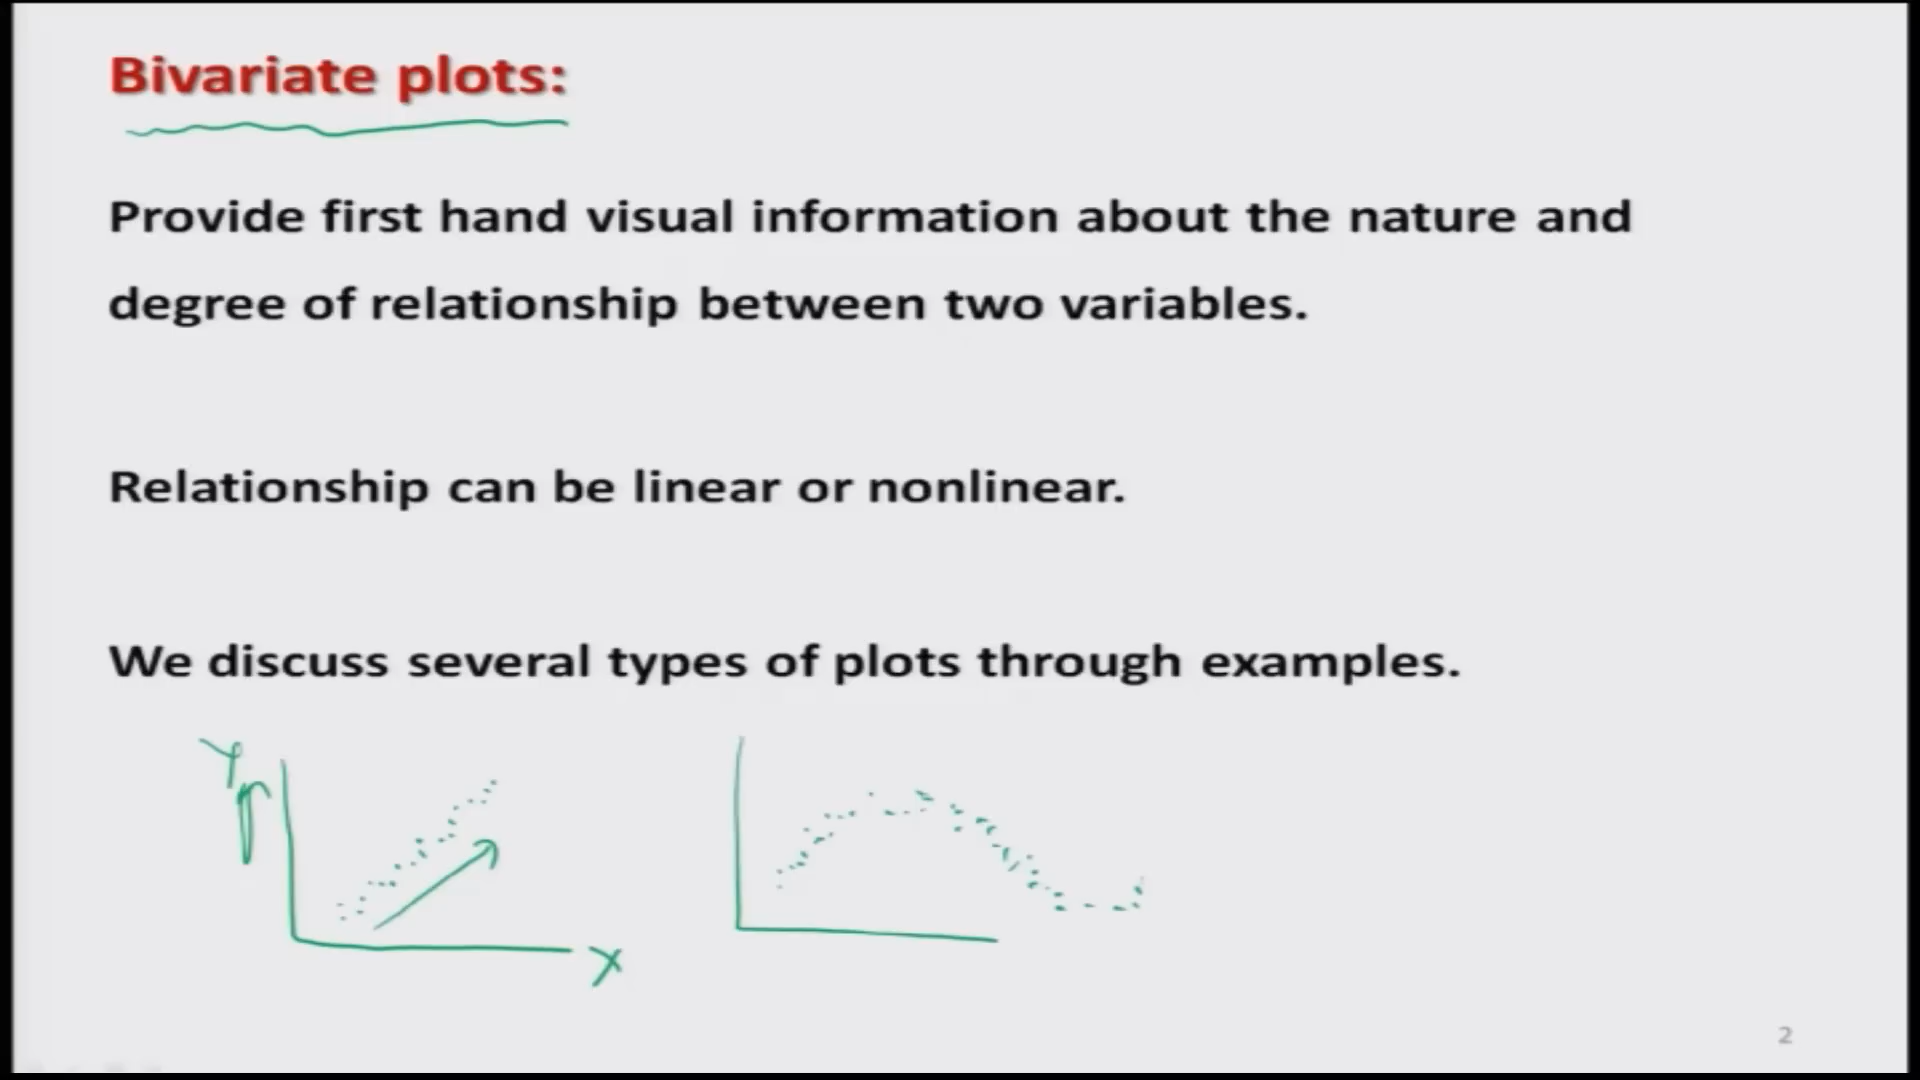 Bivariate plots:
Provide first hand visual information about the nature and
degree of relationship between two variables.
Relationship can be linear or nonlinear.
We discuss several types of plots through examples.
Y
X
2